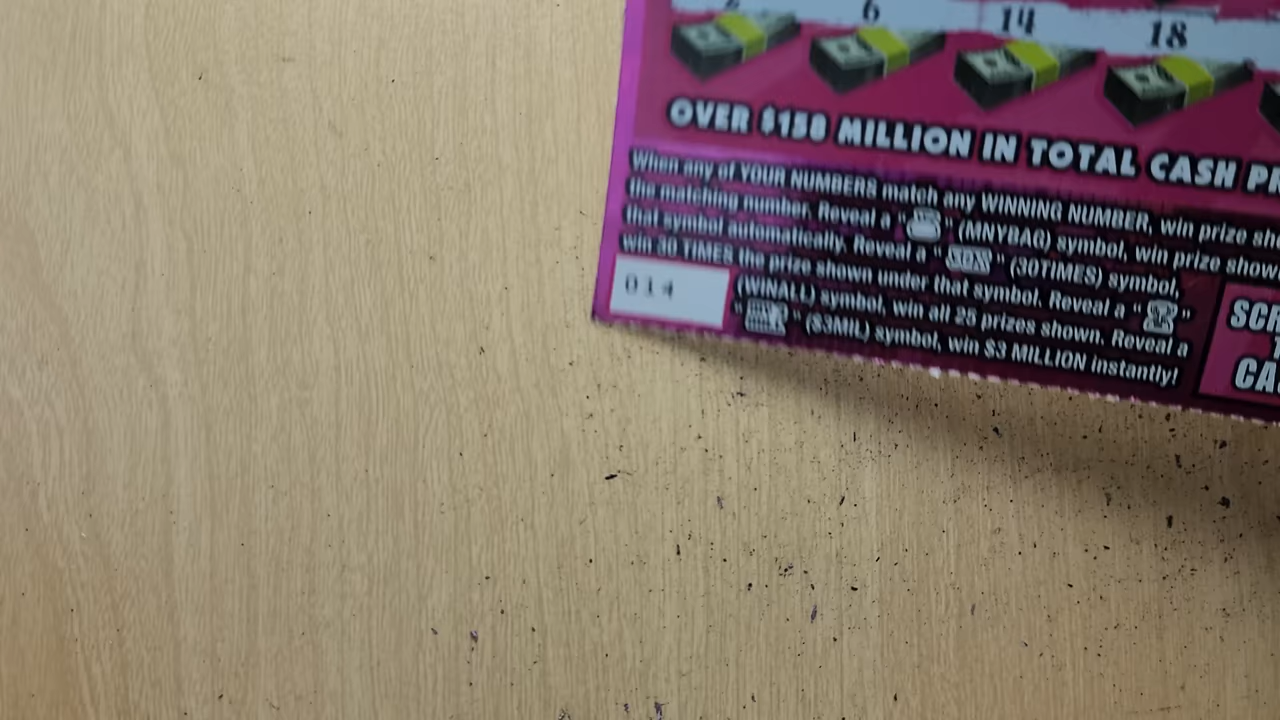 6 14 18
OVER $158 MILLION IN TOTAL CASH
When any of YOUR NUMBERS match any WINNING NUMBER, win prize
the matching number. Reveal a " " (MNYBAG) symbol, win prize
that symbol automatically. Reveal a " 30X " (30TIMES) symbol,
win 30 TIMES the prize shown under that symbol. Reveal a " "
(WINALL) symbol, win all 25 prizes shown. Reveal a
" " ($3MIL) symbol, win $3 MILLION instantly!
014